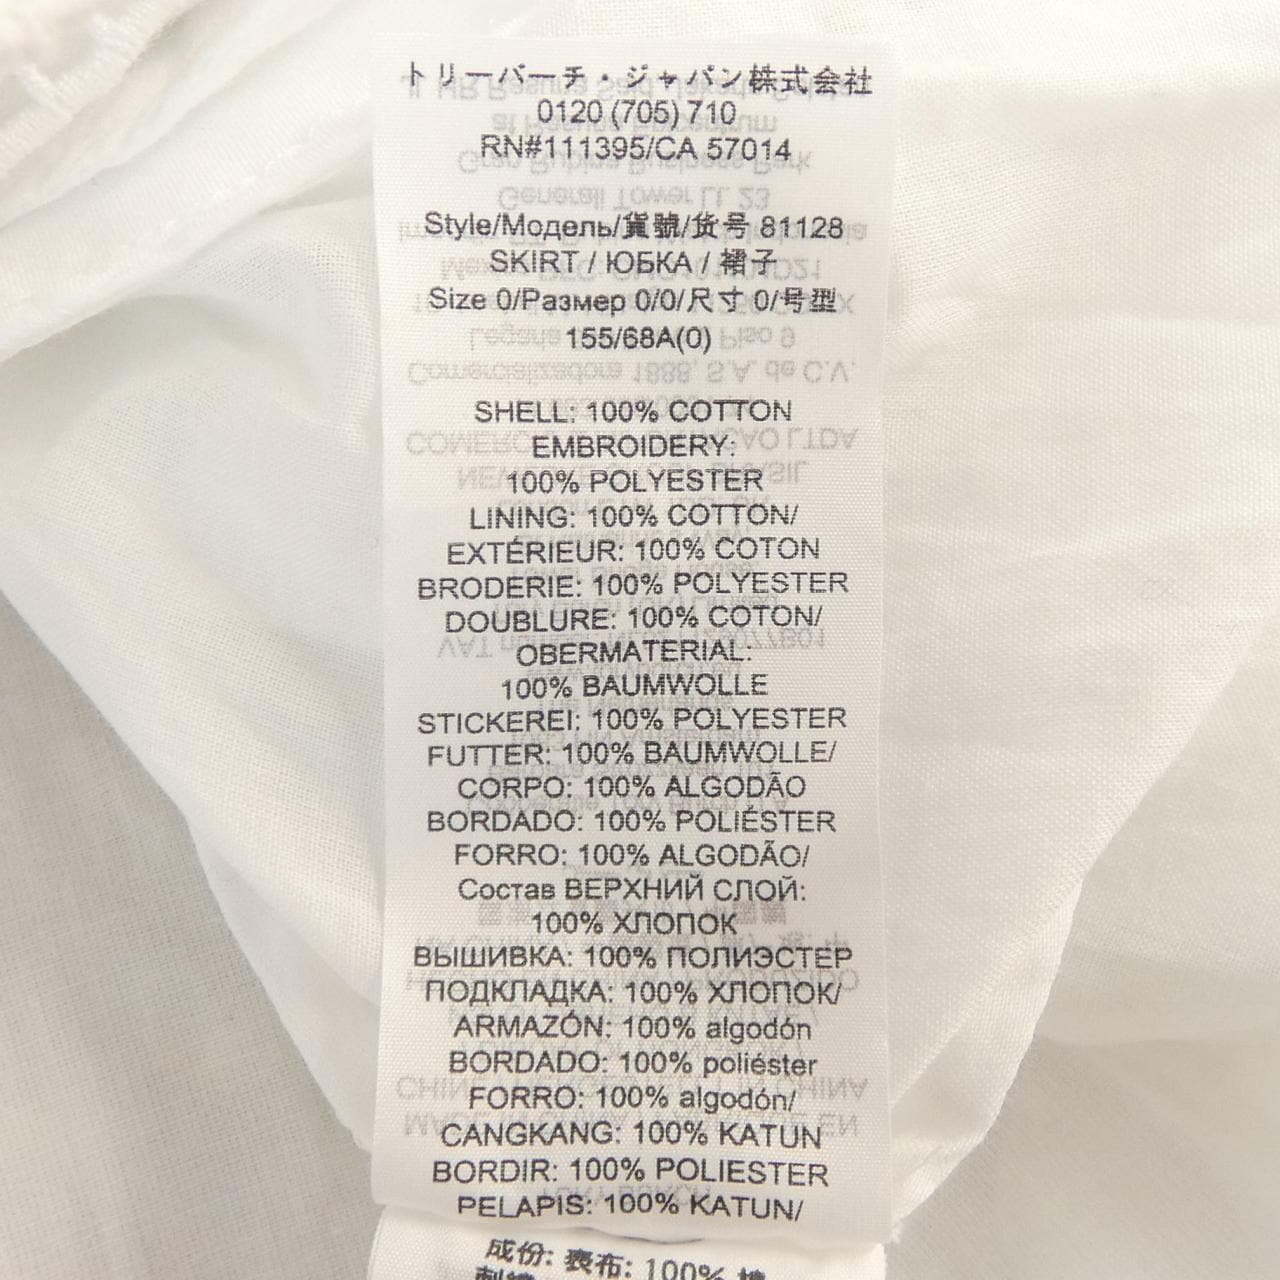 トリーバーチ・ジャパン株式会社
0120 (705) 710
RN#111395/CA 57014
Style/Модель/貨號/货号 81128
SKIRT / ЮБКА / 裙子
Size 0/Размер 0/0/尺寸 0/号型
155/68A(0)
SHELL: 100% COTTON
EMBROIDERY:
100% POLYESTER
LINING: 100% COTTON/
EXTÉRIEUR: 100% COTON
BRODERIE: 100% POLYESTER
DOUBLURE: 100% COTON/
OBERMATERIAL:
100% BAUMWOLLE
STICKEREI: 100% POLYESTER
FUTTER: 100% BAUMWOLLE/
CORPO: 100% ALGODÃO
BORDADO: 100% POLIÉSTER
FORRO: 100% ALGODÃO/
Состав ВЕРХНИЙ СЛОЙ:
100% ХЛОПОК
ВЫШИВКА: 100% ПОЛИЭСТЕР
ПОДКЛАДКА: 100% ХЛОПОК/
ARMAZÓN: 100% algodón
BORDADO: 100% poliéster
FORRO: 100% algodón/
CANGKANG: 100% KATUN
BORDIR: 100% POLIESTER
PELAPIS: 100% KATUN/
成份: 表布: 100%